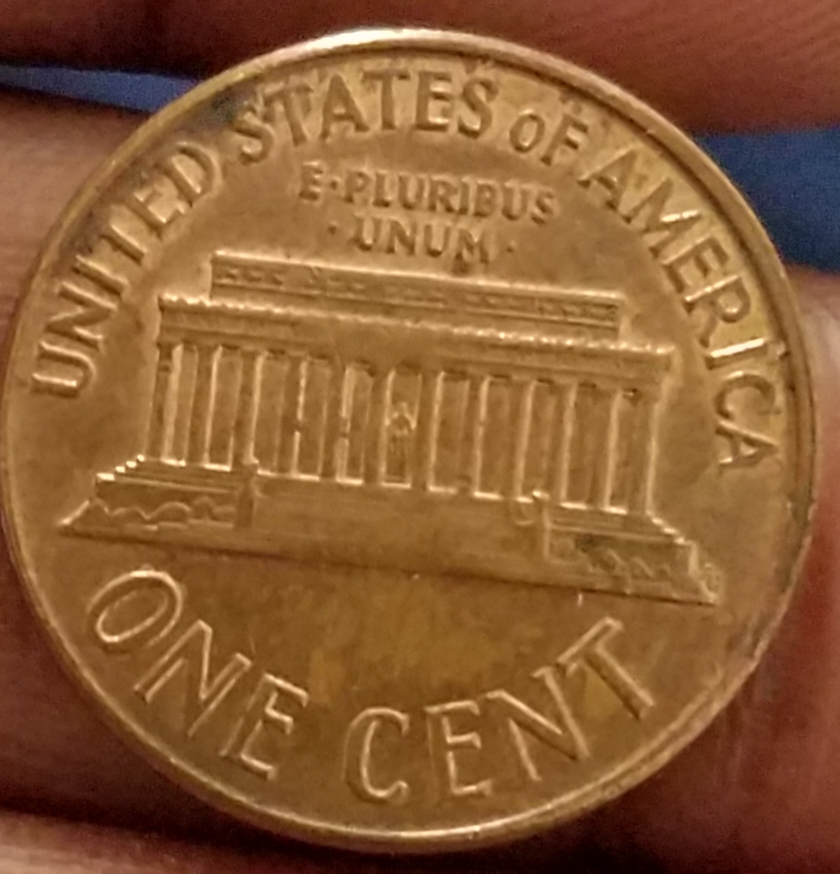 UNITED STATES OF AMERICA
E·PLURIBUS
·UNUM·
ONE CENT